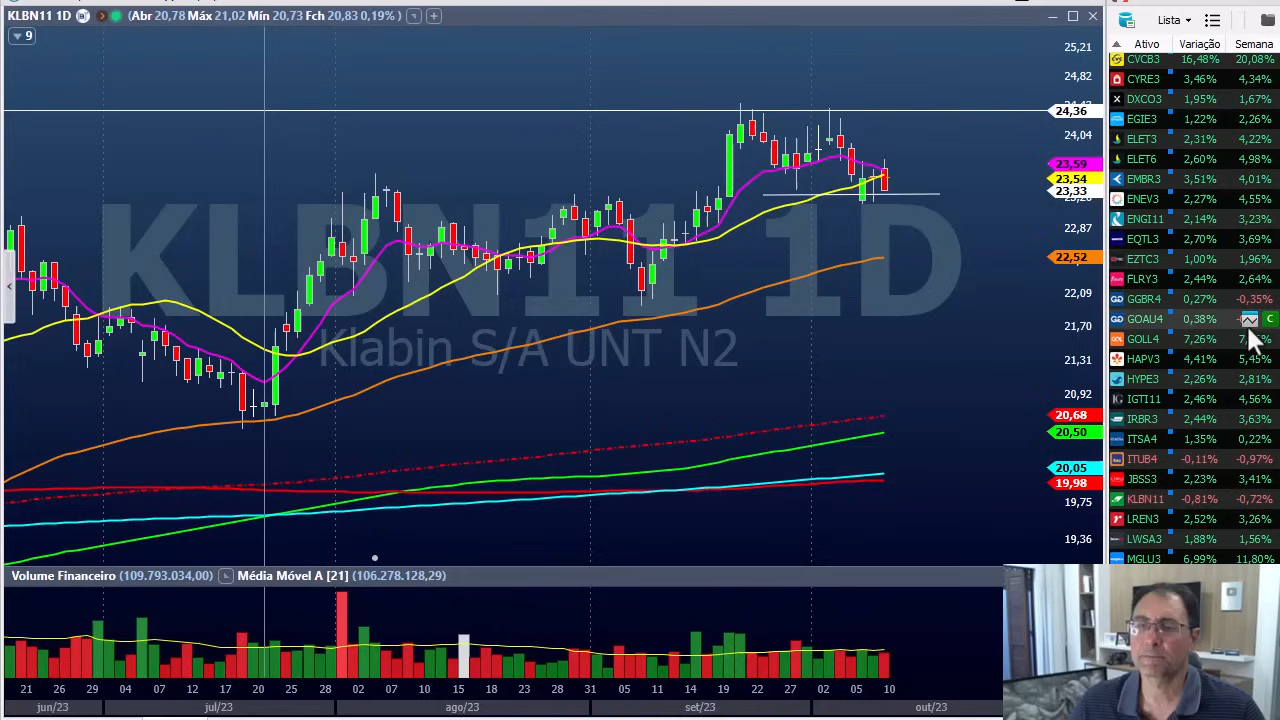 KLBN11 1D (Abr 20,78 Máx 21,02 Mín 20,73 Fch 20,83 0,19% )
9
KLBN11 1D
Klabin S/A UNT N2
25,21
24,82
24,36
24,04
23,59
23,54
23,33
22,87
22,52
22,09
21,70
21,31
20,92
20,68
20,50
20,05
19,98
19,75
19,36
Volume Financeiro (109.793.034,00) Média Móvel A [21] (106.278.128,29)
21 26 29 04 07 12 17 20 25 28 02 07 10 15 18 23 28 31 05 11 14 19 22 27 02 05 10
jun/23 jul/23 ago/23 set/23 out/23
Lista
Ativo Variação Semana
CVCB3 16,48% 20,08%
CYRE3 3,46% 4,34%
DXCO3 1,95% 1,67%
EGIE3 1,22% 2,26%
ELET3 2,31% 4,22%
ELET6 2,60% 4,98%
EMBR3 3,51% 4,01%
ENEV3 2,27% 4,55%
ENGI11 2,14% 3,23%
EQTL3 2,70% 3,69%
EZTC3 1,00% 1,96%
FLRY3 2,44% 2,64%
GGBR4 0,27% -0,35%
GOAU4 0,38% C
GOLL4 7,26%
HAPV3 4,41%
HYPE3 2,26% 2,81%
IGTI11 2,46% 4,56%
IRBR3 2,44% 3,63%
ITSA4 1,35% 0,22%
ITUB4 -0,11% -0,97%
JBSS3 2,23% 3,41%
KLBN11 -0,81% -0,72%
LREN3 2,52% 3,26%
LWSA3 1,88% 1,56%
MGLU3 6,99% 11,80%